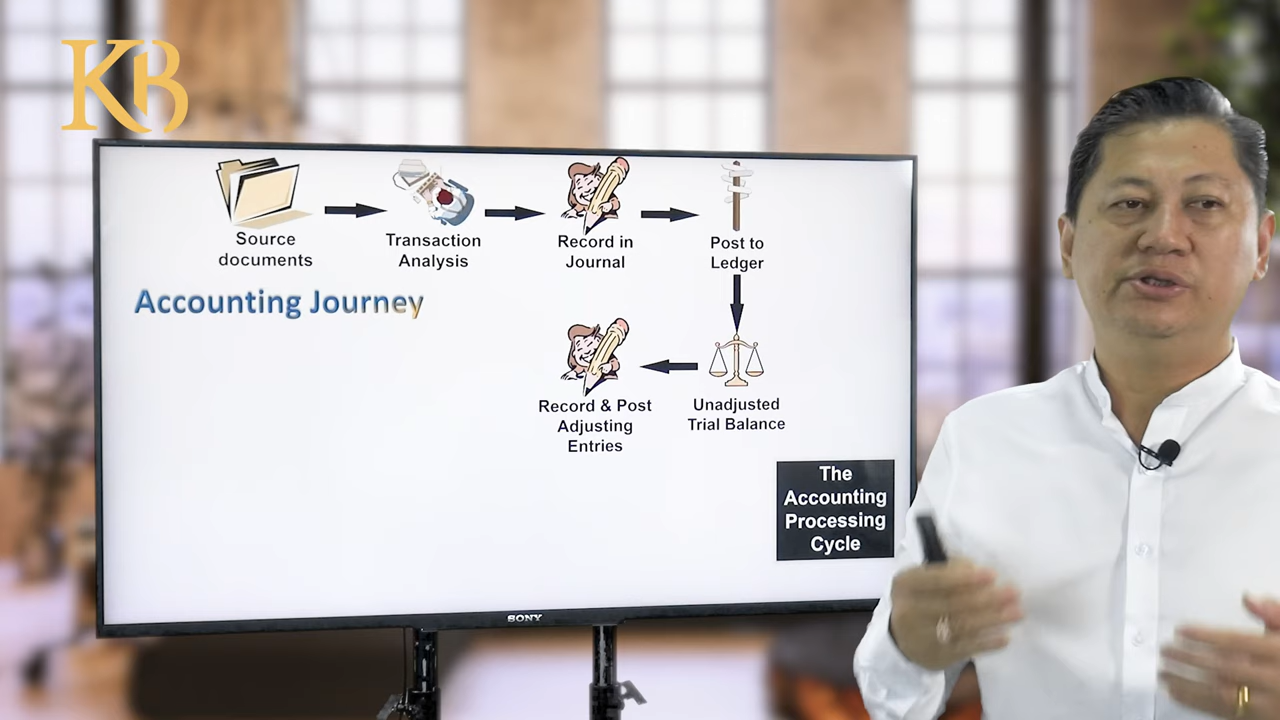 KB
Source
documents
Transaction
Analysis
Record in
Journal
Post to
Ledger
Accounting Journey
Record & Post
Adjusting
Entries
Unadjusted
Trial Balance
The
Accounting
Processing
Cycle
SONY